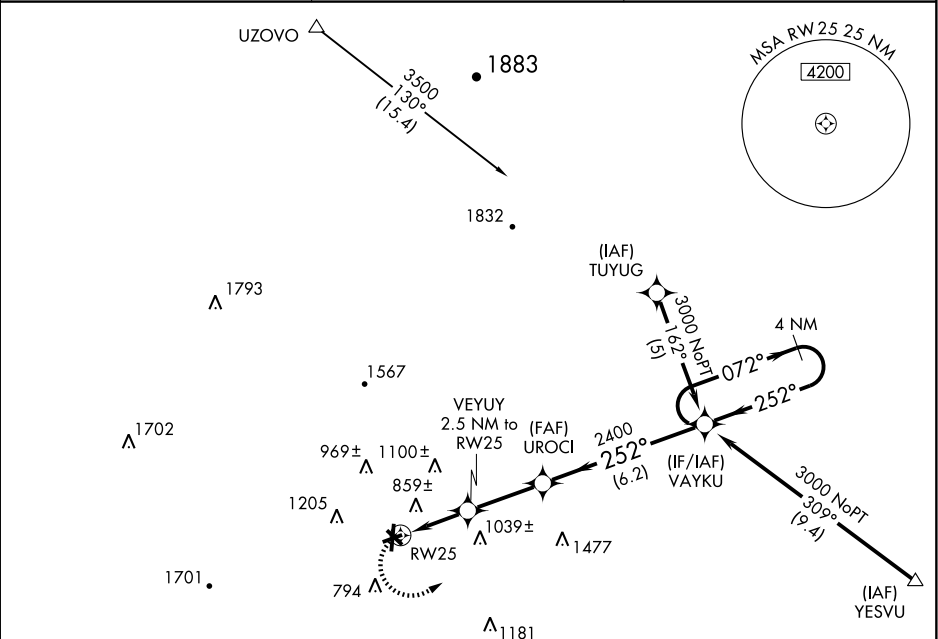 UZOVO
3500
130°
(15.4)
1883
MSA RW 25 25 NM
4200
1832
(IAF)
TUYUG
3000 NoPT
162°
(5)
4 NM
072°
252°
1793
1567
VEYUY
2.5 NM to
RW25
(FAF)
UROCI
2400
252°
(6.2)
(IF/IAF)
VAYKU
1702
969±
1100±
859±
1205
1039±
1477
RW25
3000 NoPT
309°
(9.4)
(IAF)
YESVU
1701
794
1181